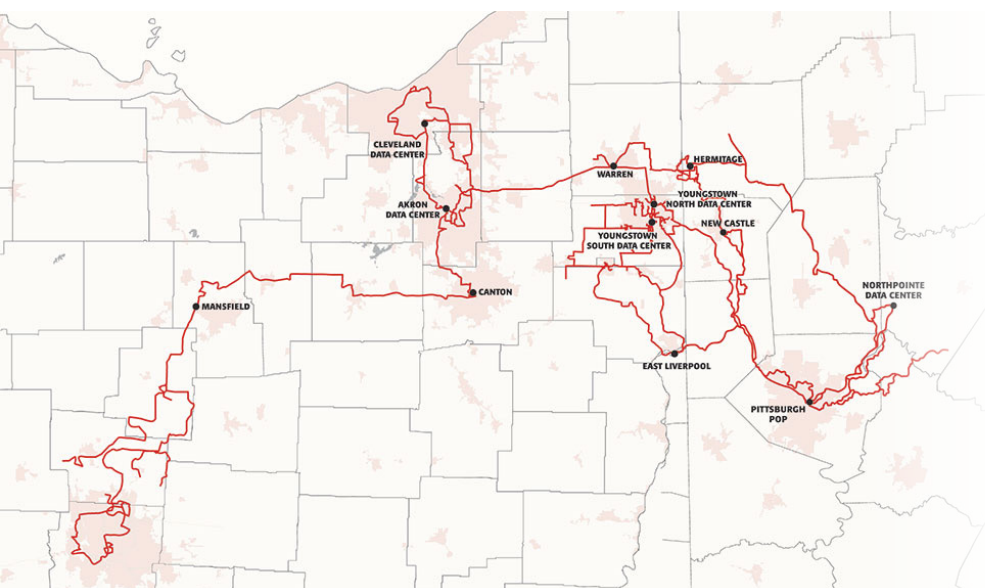 CLEVELAND
DATA CENTER
WARREN
HERMITAGE
AKRON
DATA CENTER
YOUNGSTOWN
NORTH DATA CENTER
NEW CASTLE
YOUNGSTOWN
SOUTH DATA CENTER
NORTHPOINTE
DATA CENTER
CANTON
MANSFIELD
EAST LIVERPOOL
PITTSBURGH
POP